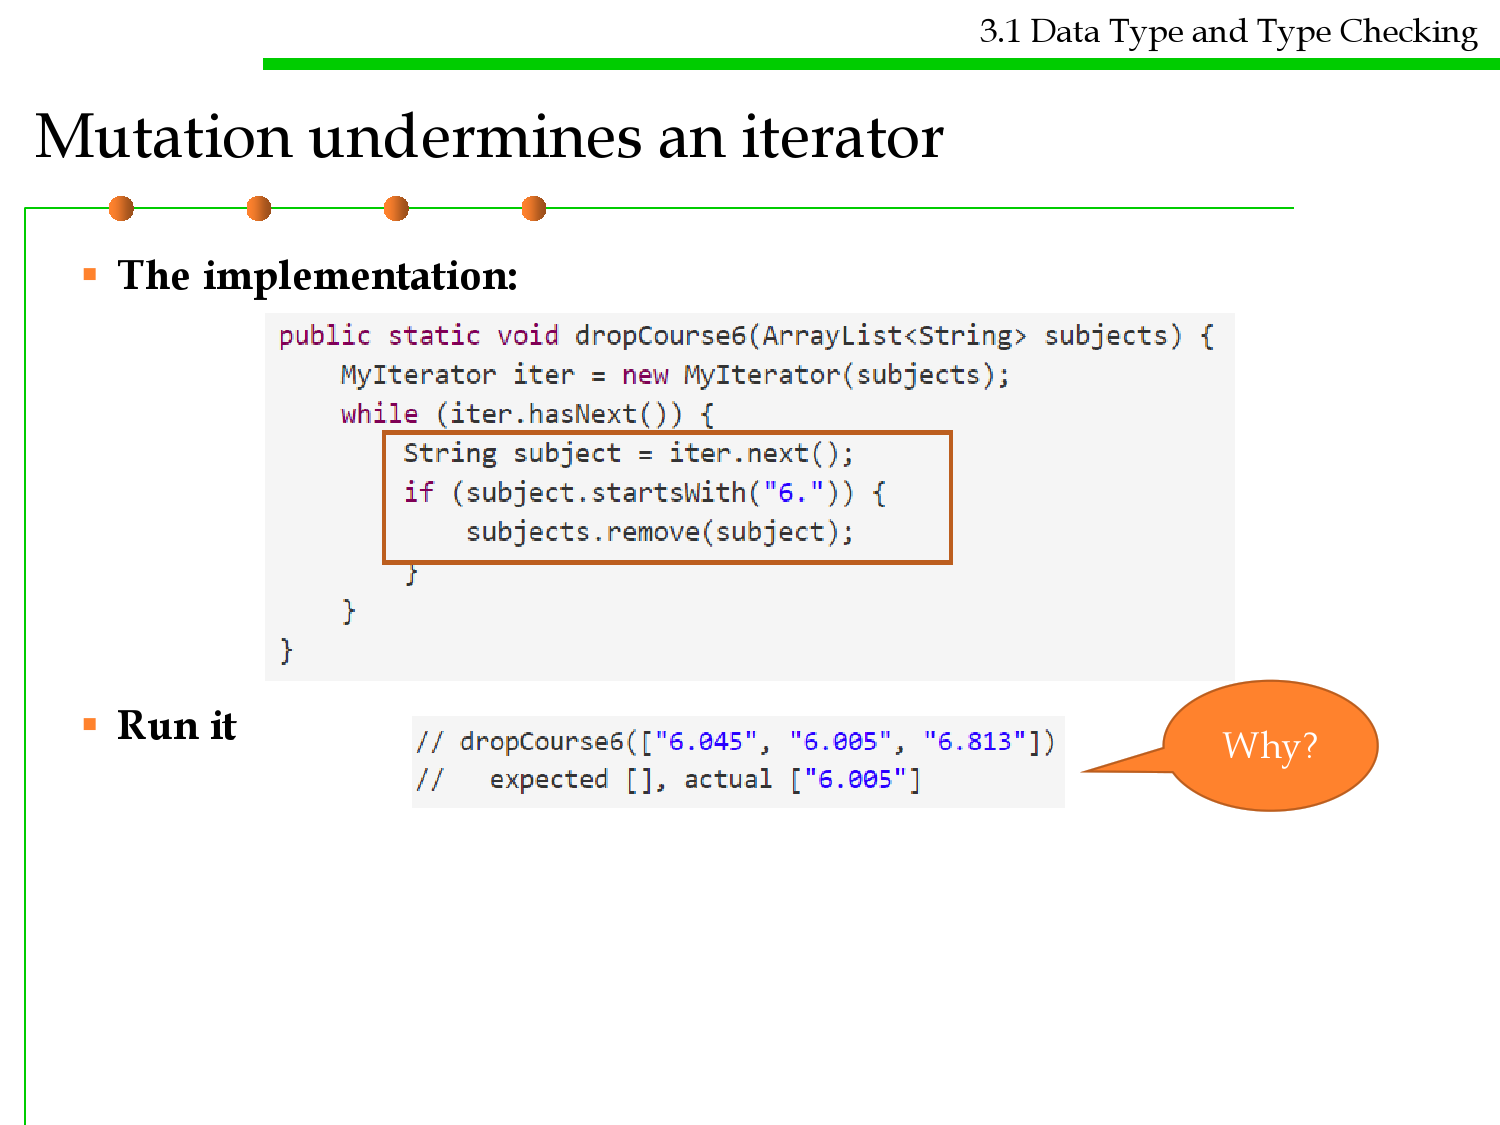 3.1 Data Type and Type Checking
Mutation undermines an iterator
▪ The implementation:
public static void dropCourse6(ArrayList<String> subjects) {
    MyIterator iter = new MyIterator(subjects);
    while (iter.hasNext()) {
        String subject = iter.next();
        if (subject.startsWith("6.")) {
            subjects.remove(subject);
        }
    }
}
▪ Run it
// dropCourse6(["6.045", "6.005", "6.813"])
//   expected [], actual ["6.005"]
Why?